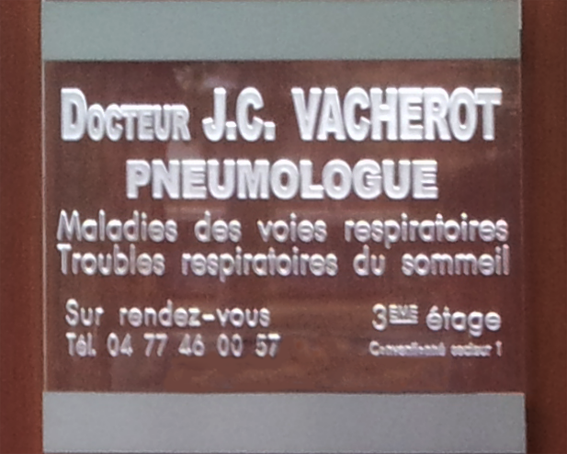 DOCTEUR J.C. VACHEROT
PNEUMOLOGUE
Maladies des voies respiratoires
Troubles respiratoires du sommeil
Sur rendez-vous
Tél. 04 77 46 00 57
3EME étage
Conventionné secteur 1